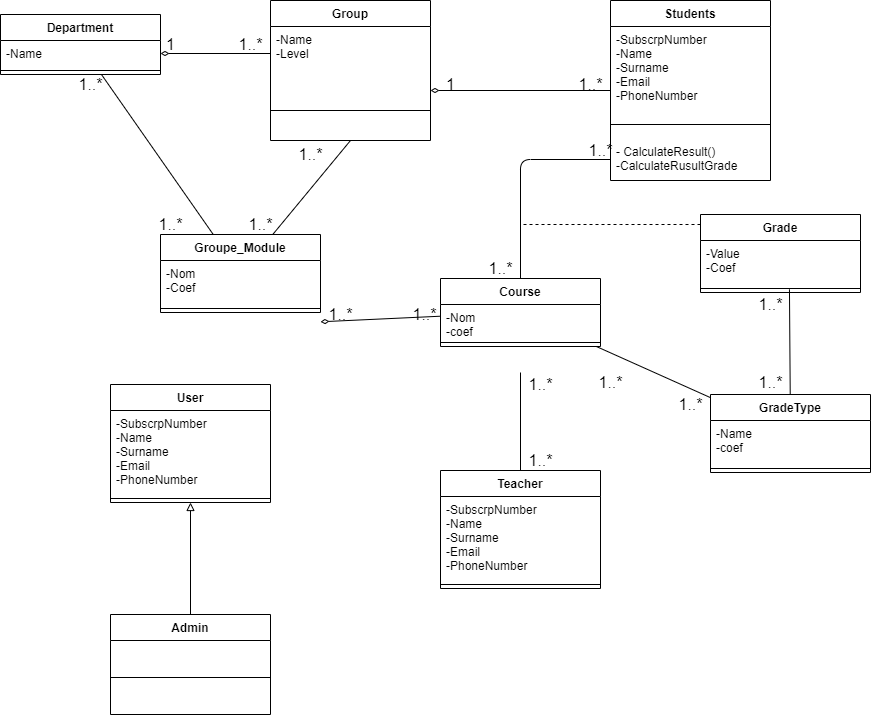 Department
-Name
1
1..*
Group
-Name
-Level
1
1..*
Students
-SubscrpNumber
-Name
-Surname
-Email
-PhoneNumber
- CalculateResult()
-CalculateRusultGrade
1..*
1..*
1..*
1..*
1..*
Groupe_Module
-Nom
-Coef
1..*
1..*
1..*
Course
-Nom
-coef
Grade
-Value
-Coef
1..*
1..*
1..*
1..*
GradeType
-Name
-coef
1..*
1..*
Teacher
-SubscrpNumber
-Name
-Surname
-Email
-PhoneNumber
User
-SubscrpNumber
-Name
-Surname
-Email
-PhoneNumber
Admin